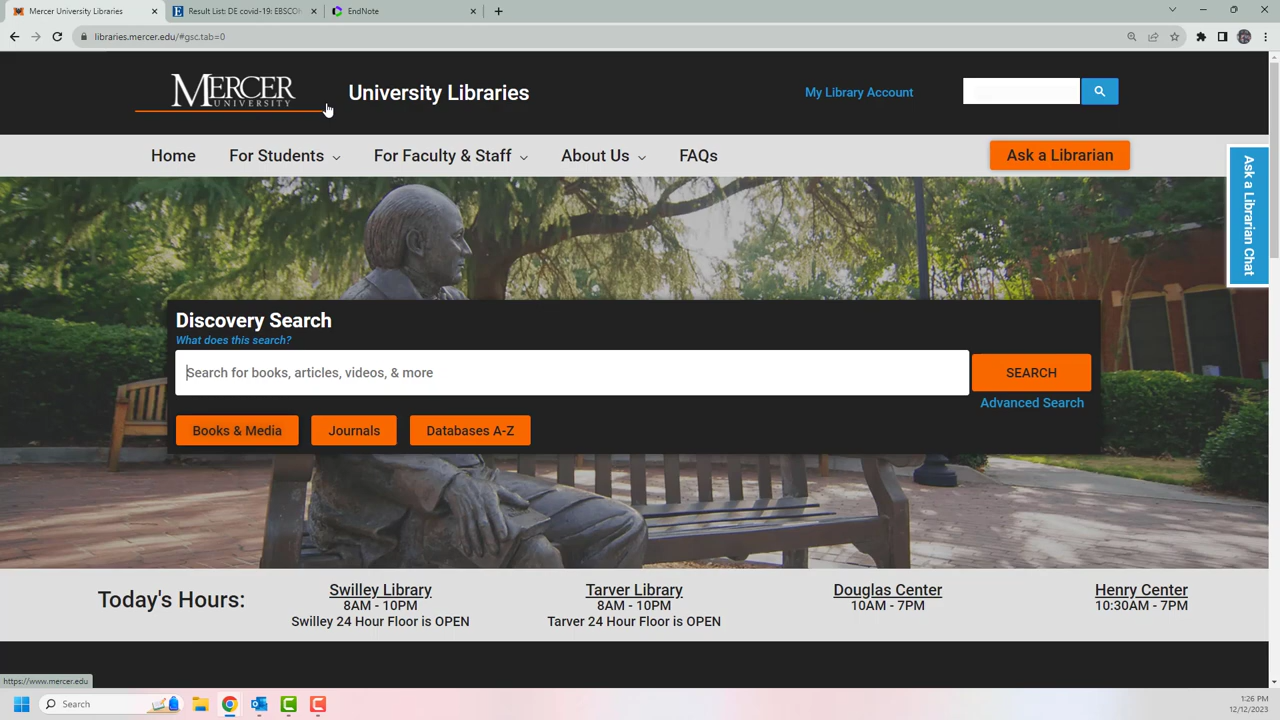 Mercer University Libraries
Result List: DE covid-19: EBSCO
EndNote
libraries.mercer.edu/#gsc.tab=0
MERCER
UNIVERSITY
University Libraries
My Library Account
Home
For Students
For Faculty & Staff
About Us
FAQs
Ask a Librarian
Ask a Librarian Chat
Discovery Search
What does this search?
Search for books, articles, videos, & more
SEARCH
Advanced Search
Books & Media
Journals
Databases A-Z
Today's Hours:
Swilley Library
8AM - 10PM
Swilley 24 Hour Floor is OPEN
Tarver Library
8AM - 10PM
Tarver 24 Hour Floor is OPEN
Douglas Center
10AM - 7PM
Henry Center
10:30AM - 7PM
https://www.mercer.edu
Search
1:26 PM
12/12/2023